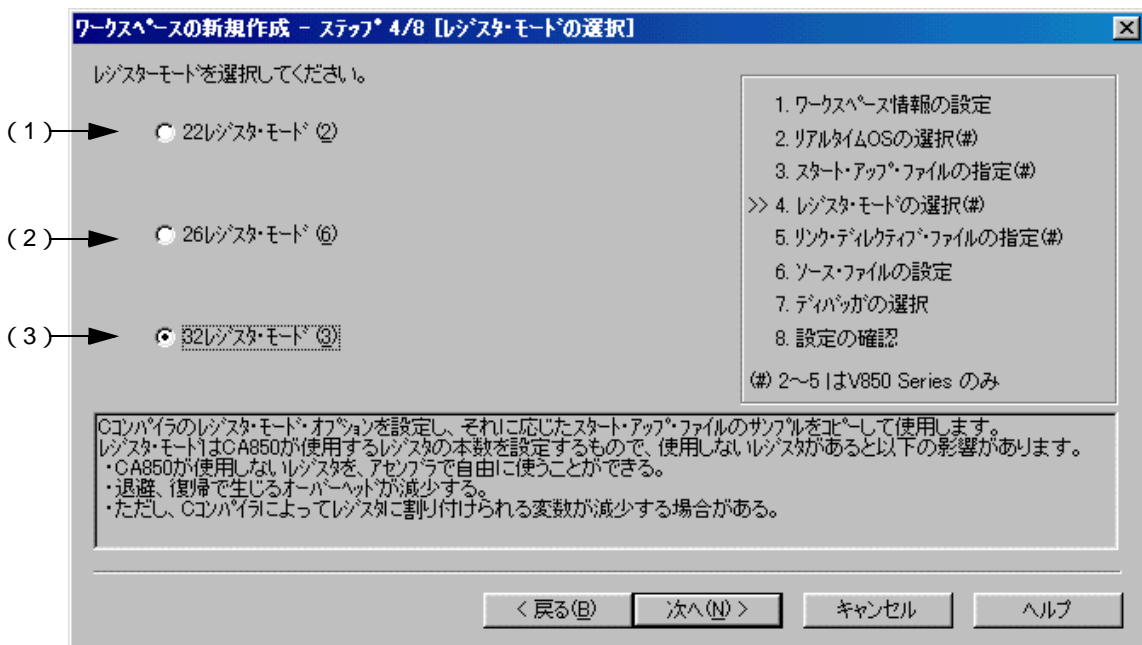 ワークスペースの新規作成 - ステップ 4/8 [レジスタ・モードの選択]
レジスターモードを選択してください。
(1) 22レジスタ・モード (2)
(2) 26レジスタ・モード (6)
(3) 32レジスタ・モード (3)
1. ワークスペース情報の設定
2. リアルタイムOSの選択(#)
3. スタート・アップ・ファイルの指定(#)
>> 4. レジスタ・モードの選択(#)
5. リンク・ディレクティブ・ファイルの指定(#)
6. ソース・ファイルの設定
7. ディバッガの選択
8. 設定の確認
(#) 2～5 はV850 Series のみ
Cコンパイラのレジスタ・モード・オプションを設定し、それに応じたスタート・アップ・ファイルのサンプルをコピーして使用します。
レジスタ・モードはCA850が使用するレジスタの本数を設定するもので、使用しないレジスタがあると以下の影響があります。
・CA850が使用しないレジスタを、アセンブラで自由に使うことができる。
・退避、復帰で生じるオーバーヘッドが減少する。
・ただし、Cコンパイラによってレジスタに割り付けられる変数が減少する場合がある。
< 戻る(B) 次へ(N) > キャンセル ヘルプ